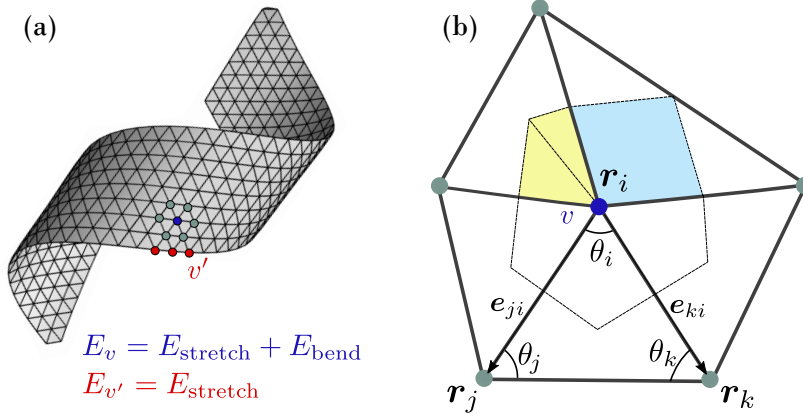 (a)
v′
E_v = E_stretch + E_bend
E_v′ = E_stretch
(b)
r_i
v
θ_i
e_ji
e_ki
θ_j
θ_k
r_j
r_k